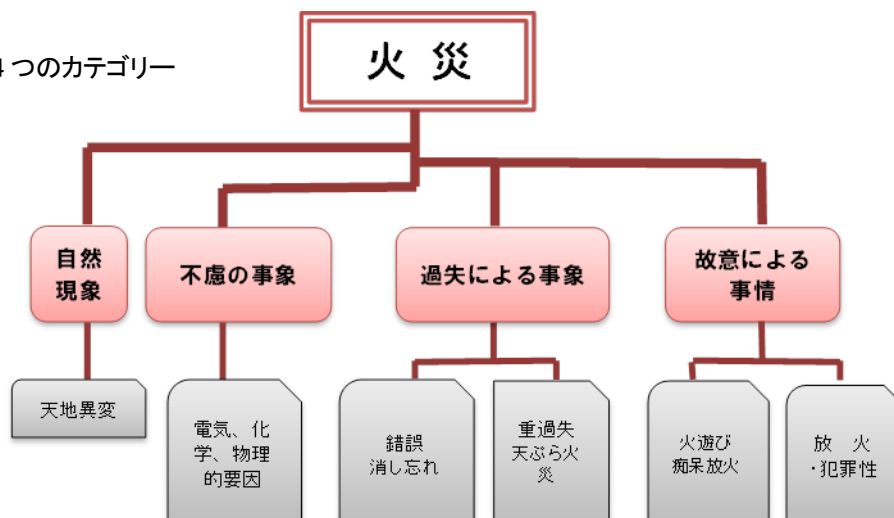 4 つのカテゴリー
火 災
自然
現象
不慮の事象
過失による事象
故意による
事情
天地異変
電気、化
学、物理
的要因
錯誤
消し忘れ
重過失
天ぷら火
災
火遊び
痴呆放火
放 火
・犯罪性